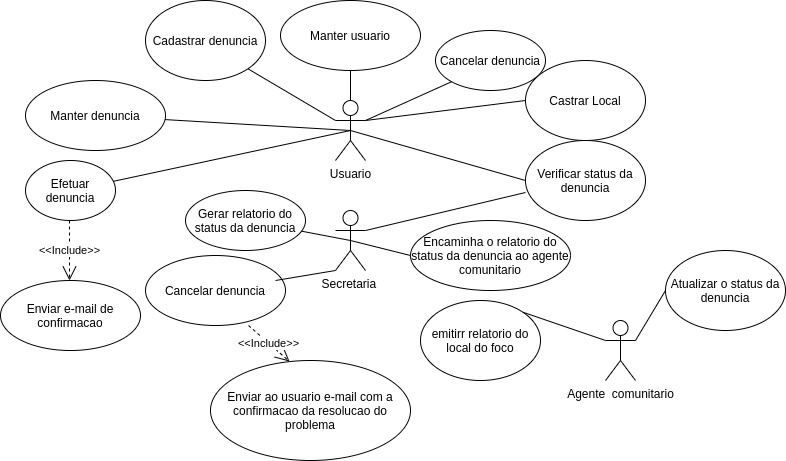 Cadastrar denuncia
Manter usuario
Cancelar denuncia
Castrar Local
Manter denuncia
Usuario
Efetuar
denuncia
Verificar status da
denuncia
<<Include>>
Gerar relatorio do
status da denuncia
Encaminha o relatorio do
status da denuncia ao agente
comunitario
Secretaria
Cancelar denuncia
Enviar e-mail de
confirmacao
<<Include>>
Atualizar o status da
denuncia
emitirr relatorio do
local do foco
Agente  comunitario
Enviar ao usuario e-mail com a
confirmacao da resolucao do
problema